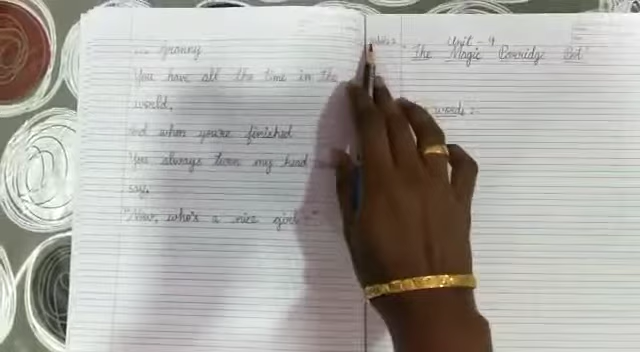 granny
You have all the time in the
world,
and when you're finished
You always turn my head
say,
"Now, who's a nice girl
Unit - 9
"The Magic Porridge Pot"
words :-